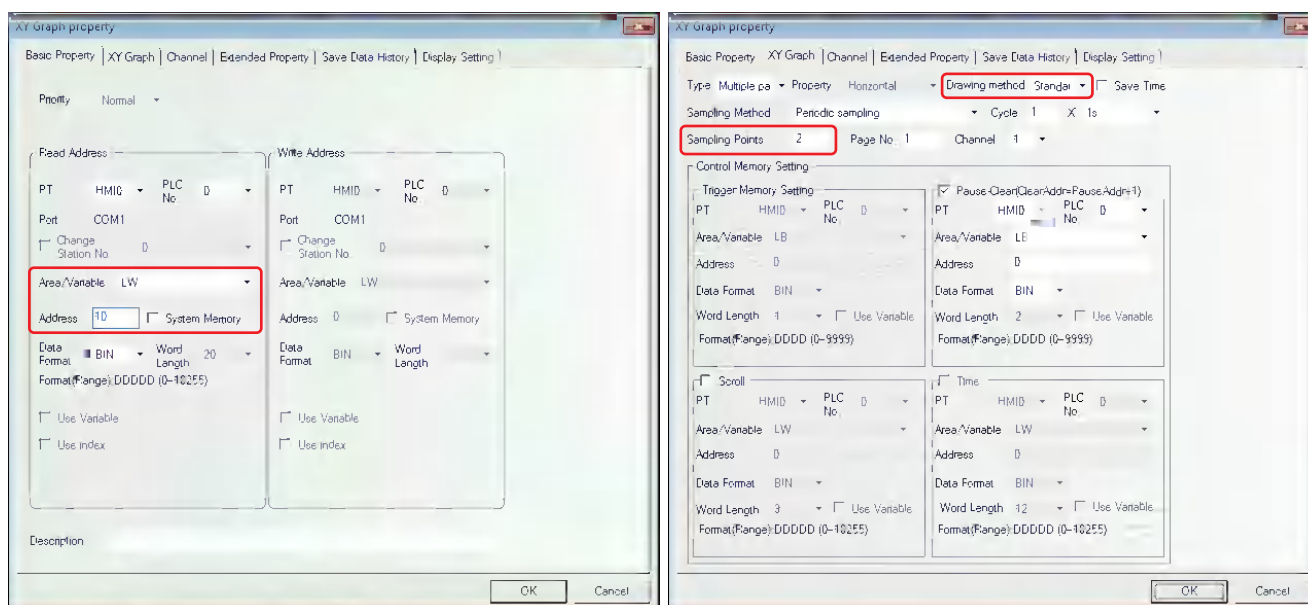 XY Graph property
Basic Property | XY Graph | Channel | Extended Property | Save Data History | Display Setting
Priority Normal
Read Address
PT HMI0 PLC No. 0
Port COM1
Change Station No. 0
Area/Variable LW
Address 10 System Memory
Data Format BIN Word Length 20
Format(Range):DDDDD (0~10255)
Use Variable
Use index
Write Address
PT HMI0 PLC No. 0
Port COM1
Change Station No. 0
Area/Variable LW
Address 0 System Memory
Data Format BIN Word Length
Use Variable
Use index
Description
OK Cancel
XY Graph property
Basic Property XY Graph | Channel | Extended Property | Save Data History | Display Setting
Type Multiple pa Property Horizontal Drawing method Standar Save Time
Sampling Method Periodic sampling Cycle 1 X 1s
Sampling Points 2 Page No. 1 Channel 1
Control Memory Setting
Trigger Memory Setting
PT HMI0 PLC No. 0
Area/Variable LB
Address 0
Data Format BIN
Word Length 1 Use Variable
Format(Range):DDDD (0~9999)
Pause-Clear(ClearAddr=PauseAddr+1)
PT HMI0 PLC No. 0
Area/Variable LB
Address 0
Data Format BIN
Word Length 2 Use Variable
Format(Range):DDDD (0~9999)
Scroll
PT HMI0 PLC No. 0
Area/Variable LW
Address 0
Data Format BIN
Word Length 3 Use Variable
Format(Range):DDDDD (0~10255)
Time
PT HMI0 PLC No. 0
Area/Variable LW
Address 0
Data Format BIN
Word Length 12 Use Variable
Format(Range):DDDDD (0~10255)
OK Cancel